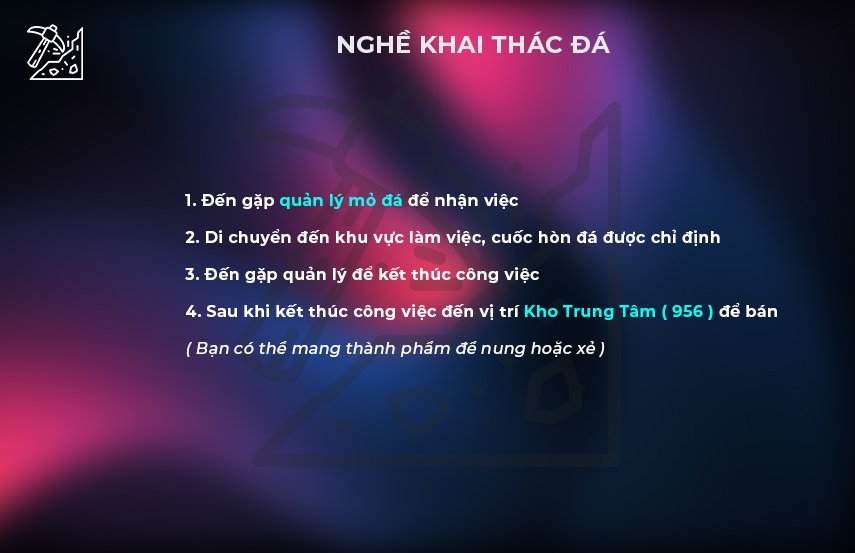 NGHỀ KHAI THÁC ĐÁ
1. Đến gặp quản lý mỏ đá để nhận việc
2. Di chuyển đến khu vực làm việc, cuốc hòn đá được chỉ định
3. Đến gặp quản lý để kết thúc công việc
4. Sau khi kết thúc công việc đến vị trí Kho Trung Tâm ( 956 ) để bán
( Bạn có thể mang thành phẩm để nung hoặc xẻ )